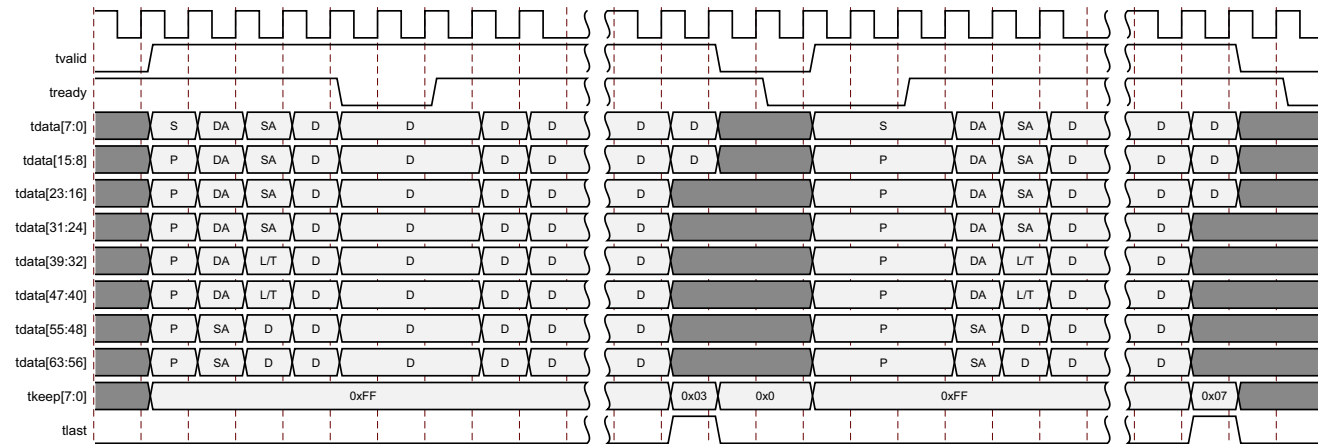 tvalid
tready
tdata[7:0] S DA SA D D D D D D S DA SA D D D
tdata[15:8] P DA SA D D D D D D P DA SA D D D
tdata[23:16] P DA SA D D D D D P DA SA D D D
tdata[31:24] P DA SA D D D D D P DA SA D D
tdata[39:32] P DA L/T D D D D D P DA L/T D D
tdata[47:40] P DA L/T D D D D D P DA L/T D D
tdata[55:48] P SA D D D D D D P SA D D D
tdata[63:56] P SA D D D D D D P SA D D D
tkeep[7:0] 0xFF 0x03 0x0 0xFF 0x07
tlast